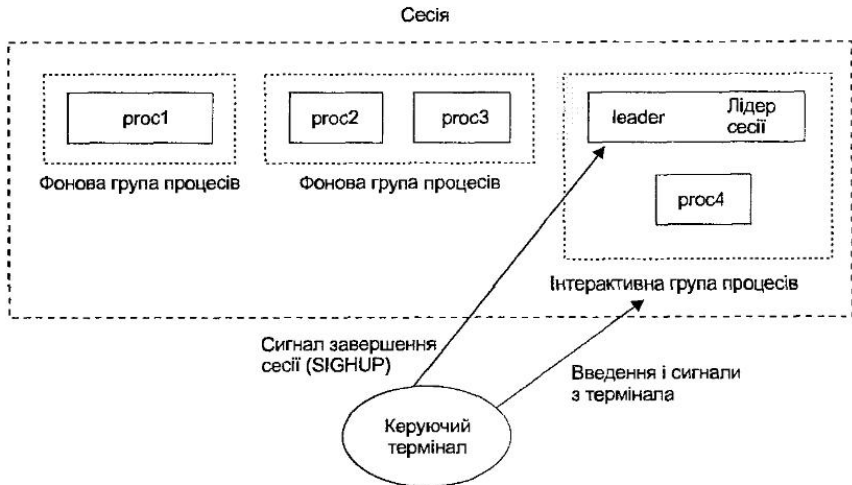 Сесія
proc1
proc2
proc3
leader
Лідер
сесії
proc4
Фонова група процесів
Фонова група процесів
Інтерактивна група процесів
Сигнал завершення
сесії (SIGHUP)
Введення і сигнали
з термінала
Керуючий
термінал